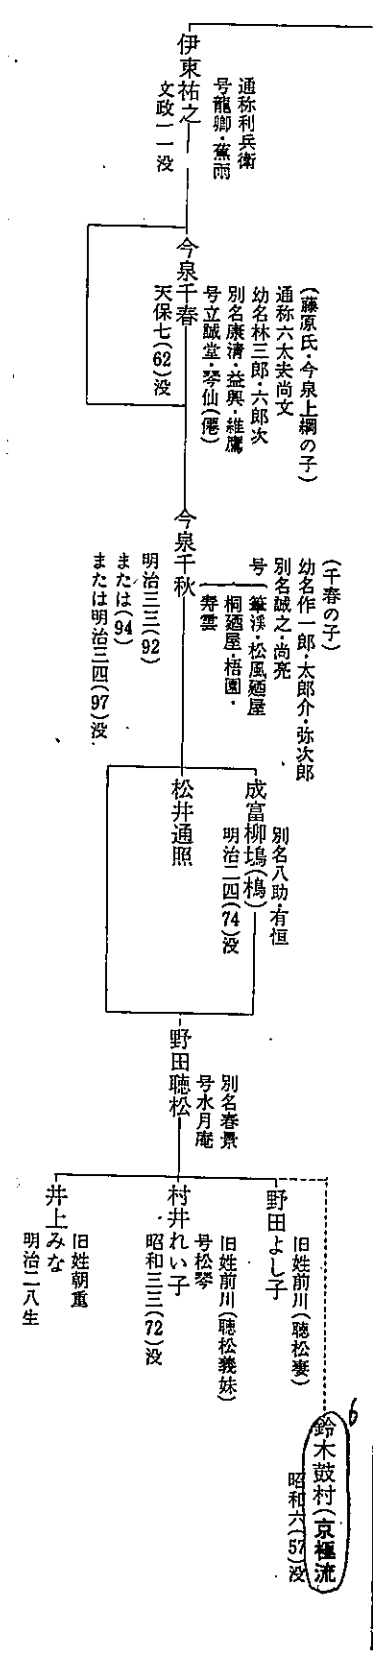 伊東祐之
通称利兵衛
号龍卿・蕉雨
文政一一没
今泉千春
(藤原氏・今泉上綱の子)
通称六太夫尚文
幼名林三郎・六郎次
別名康清・益興・維鷹
号立誠堂・琴仙(僊)
天保七(62)没
今泉千秋
(千春の子)
幼名作一郎・太郎介・弥次郎
別名誠之・尚亮
号
筆渓・松風廼屋
桐廼屋・梧園・
寿雲
明治三三(92)
または(94)
または明治三四(97)没
成富柳塢(樢)
別名八助・有恒
明治二四(74)没
松井通照
野田聴松
別名春景
号水月庵
野田よし子
旧姓前川(聴松妻)
村井れい子
旧姓前川(聴松義妹)
号松琴
昭和三三(72)没
井上みな
旧姓朝重
明治二八生
6
鈴木鼓村(京極流
昭和六(57)没